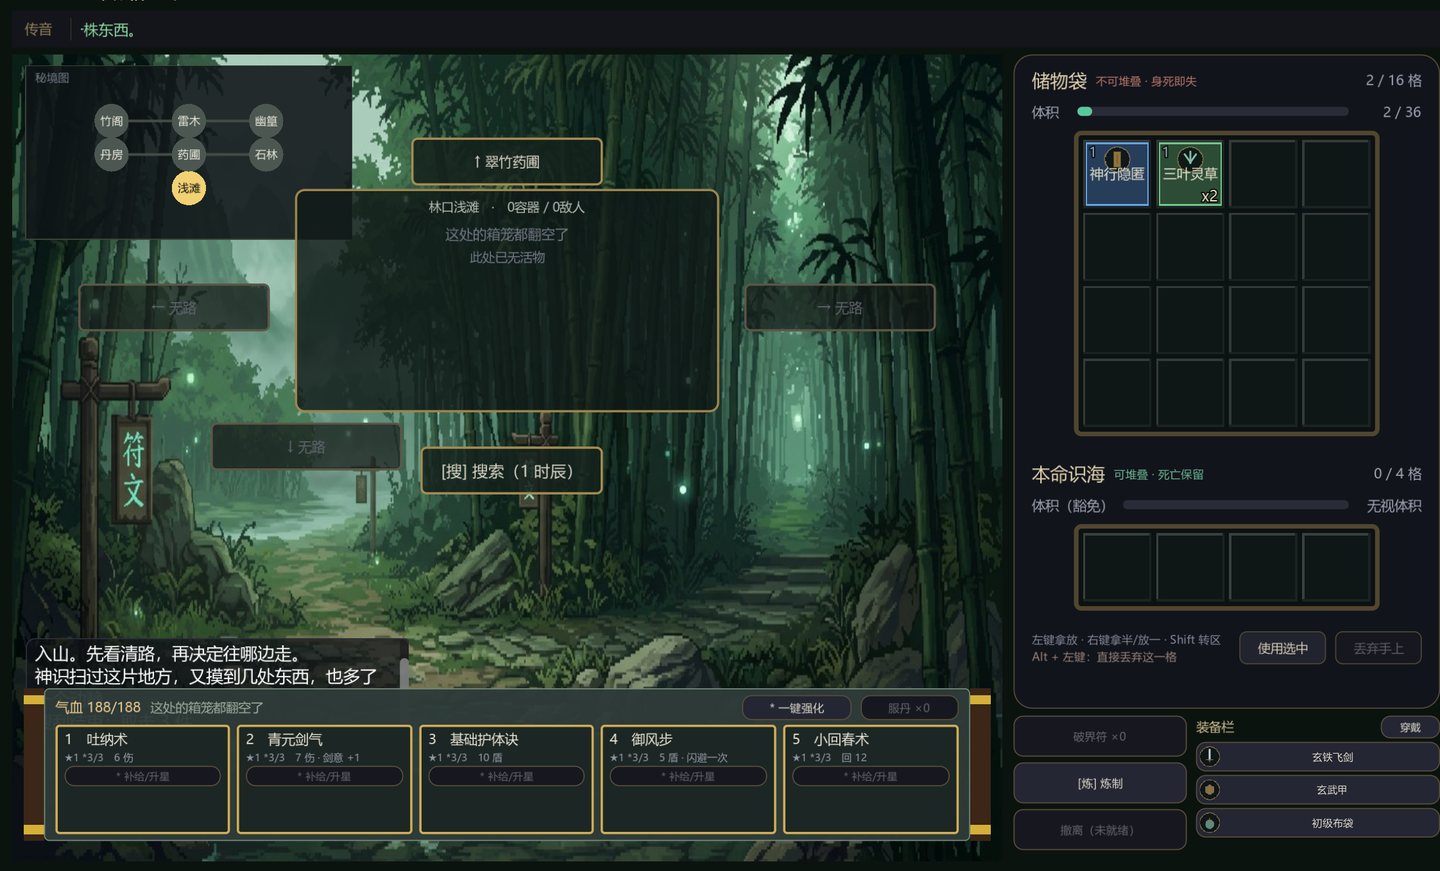 传音
·株东西。
秘境图
竹阁
雷木
幽篁
丹房
药圃
石林
浅滩
↑ 翠竹药圃
林口浅滩 · 0容器 / 0敌人
这处的箱笼都翻空了
此处已无活物
← 无路
→ 无路
↓ 无路
[搜] 搜索（1 时辰）
符文
入山。先看清路，再决定往哪边走。
神识扫过这片地方，又摸到几处东西，也多了
气血 188/188 这处的箱笼都翻空了
* 一键强化
服丹 ×0
1 吐纳术
★1 *3/3 6 伤
* 补给/升星
2 青元剑气
★1 *3/3 7 伤 · 剑意 +1
* 补给/升星
3 基础护体诀
★1 *3/3 10 盾
* 补给/升星
4 御风步
★1 *3/3 5 盾 · 闪避一次
* 补给/升星
5 小回春术
★1 *3/3 回 12
* 补给/升星
储物袋 不可堆叠 · 身死即失 2 / 16 格
体积 2 / 36
1
神行隐匿
1
三叶灵草
x2
本命识海 可堆叠 · 死亡保留 0 / 4 格
体积（豁免） 无视体积
左键拿放 · 右键拿半/放一 · Shift 转区
Alt + 左键：直接丢弃这一格
使用选中
丢弃手上
破界符 ×0
[炼] 炼制
撤离（未就绪）
装备栏
穿戴
玄铁飞剑
玄武甲
初级布袋